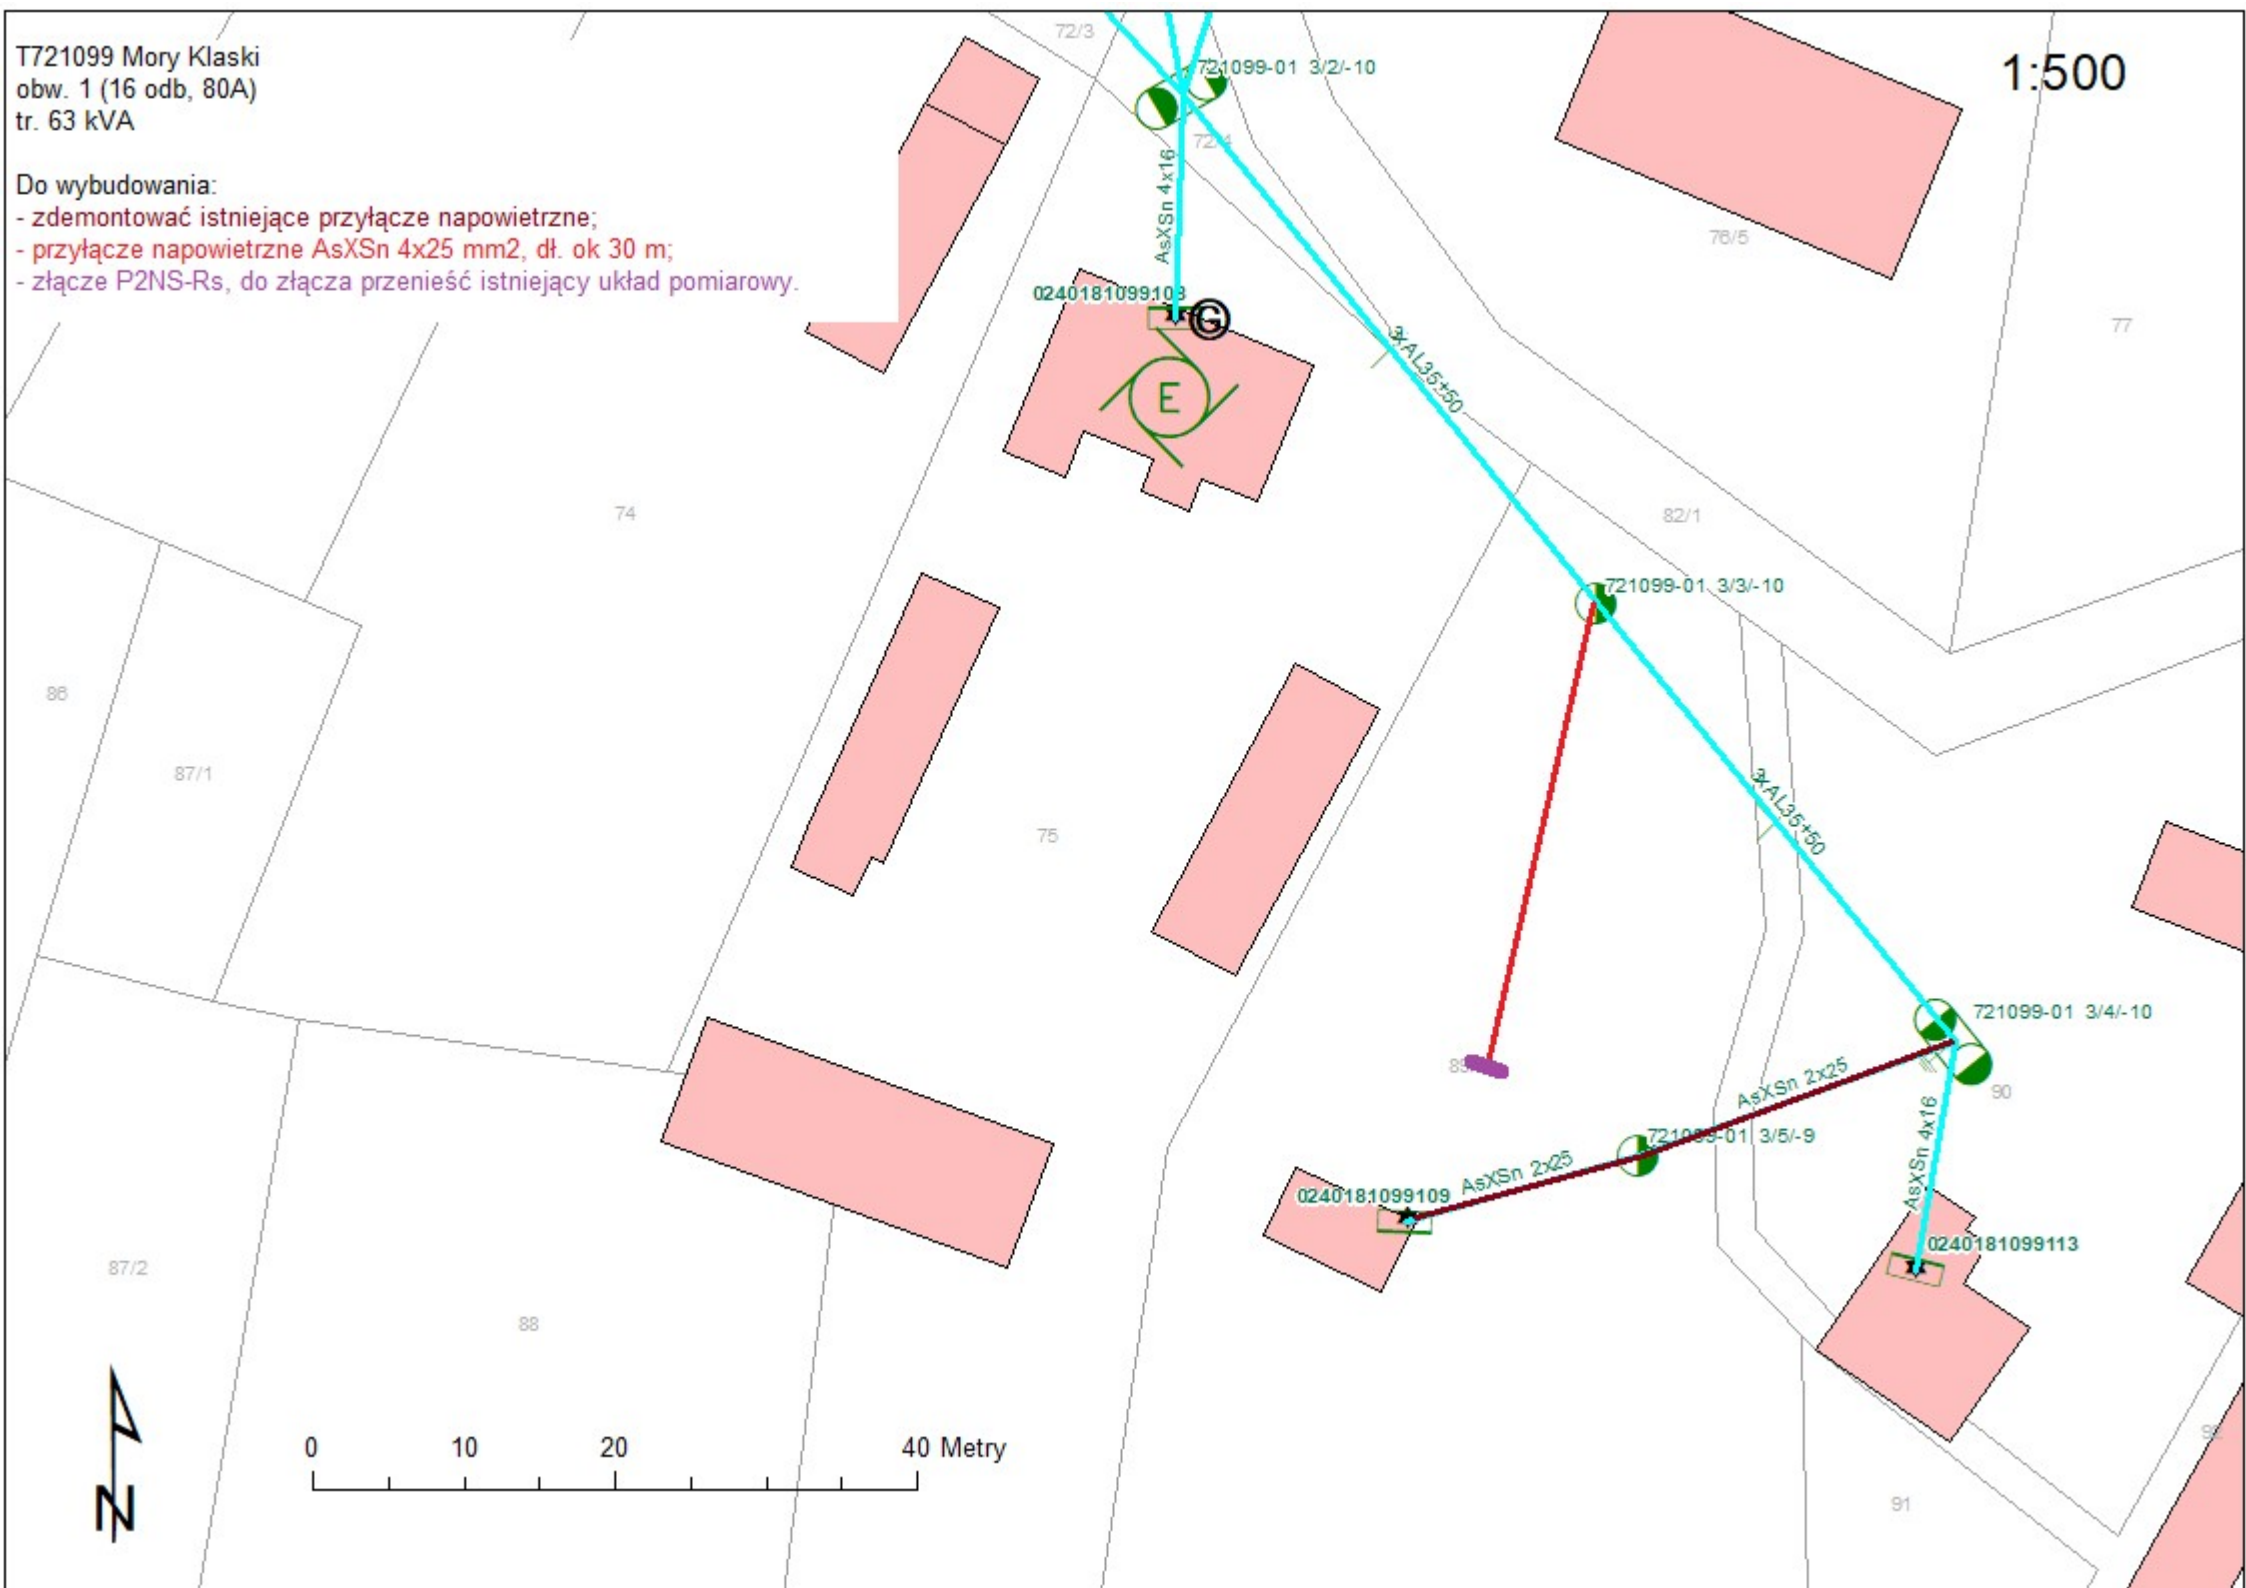 T721099 Mory Klaski
obw. 1 (16 odb, 80A)
tr. 63 kVA
Do wybudowania:
- zdemontować istniejące przyłącze napowietrzne;
- przyłącze napowietrzne AsXSn 4x25 mm2, dł. ok 30 m;
- złącze P2NS-Rs, do złącza przenieść istniejący układ pomiarowy.
1:500
72/3
721099-01 3/2/-10
72/4
AsXSn 4x16
76/5
0240181099108
G
77
E
3xAL35+50
74
82/1
721099-01 3/3/-10
86
87/1
3xAL35+50
75
721099-01 3/4/-10
AsXSn 2x25
90
AsXSn 4x16
721099-01 3/5/-9
AsXSn 2x25
0240181099109
0240181099113
87/2
88
0 10 20 40 Metry
N
91